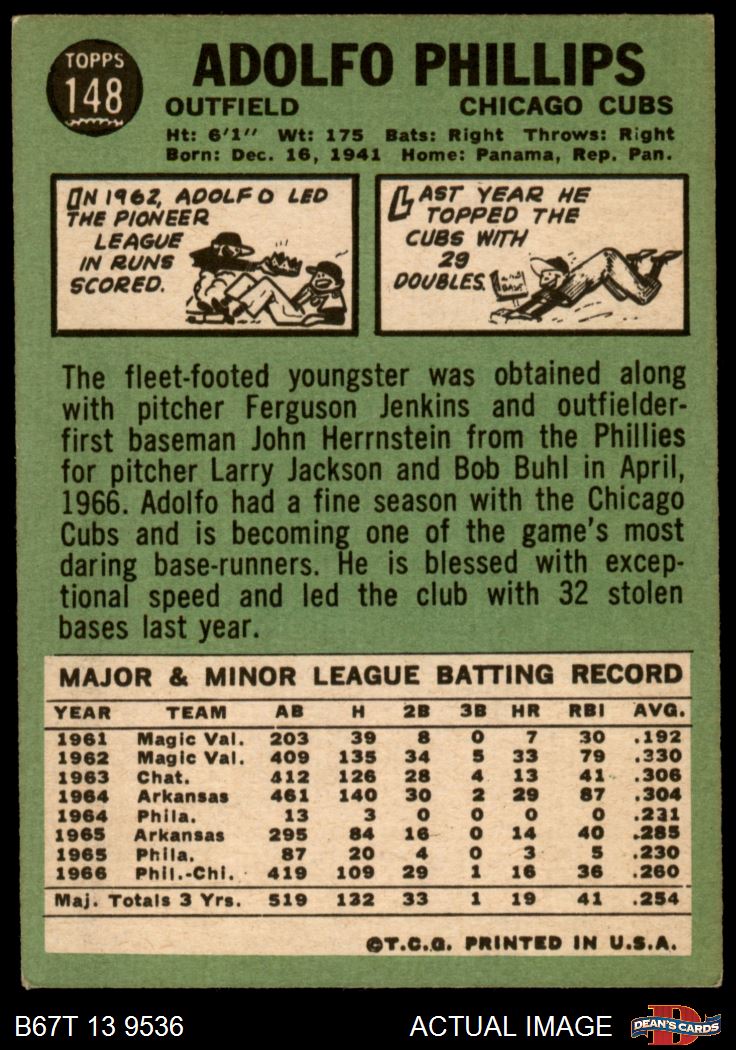 TOPPS
148
ADOLFO PHILLIPS
OUTFIELD CHICAGO CUBS
Ht: 6'1" Wt: 175 Bats: Right Throws: Right
Born: Dec. 16, 1941 Home: Panama, Rep. Pan.
IN 1962, ADOLFO LED
THE PIONEER
LEAGUE
IN RUNS
SCORED.
LAST YEAR HE
TOPPED THE
CUBS WITH
29
DOUBLES.
The fleet-footed youngster was obtained along
with pitcher Ferguson Jenkins and outfielder-
first baseman John Herrnstein from the Phillies
for pitcher Larry Jackson and Bob Buhl in April,
1966. Adolfo had a fine season with the Chicago
Cubs and is becoming one of the game's most
daring base-runners. He is blessed with excep-
tional speed and led the club with 32 stolen
bases last year.
MAJOR & MINOR LEAGUE BATTING RECORD
YEAR TEAM AB H 2B 3B HR RBI AVG.
1961 Magic Val. 203 39 8 0 7 30 .192
1962 Magic Val. 409 135 34 5 33 79 .330
1963 Chat. 412 126 28 4 13 41 .306
1964 Arkansas 461 140 30 2 29 87 .304
1964 Phila. 13 3 0 0 0 0 .231
1965 Arkansas 295 84 16 0 14 40 .285
1965 Phila. 87 20 4 0 3 5 .230
1966 Phil.-Chi. 419 109 29 1 16 36 .260
Maj. Totals 3 Yrs. 519 132 33 1 19 41 .254
©T.C.G. PRINTED IN U.S.A.
B67T 13 9536 ACTUAL IMAGE DEAN'S CARDS